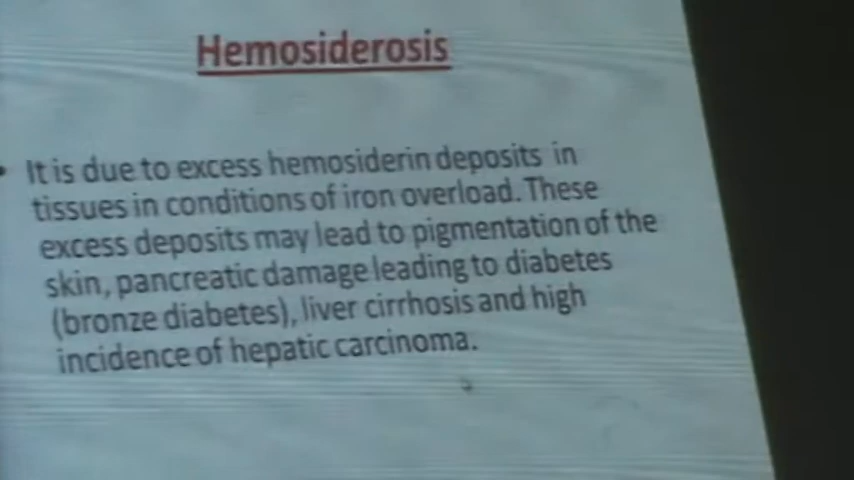 Hemosiderosis
• It is due to excess hemosiderin deposits in
tissues in conditions of iron overload. These
excess deposits may lead to pigmentation of the
skin, pancreatic damage leading to diabetes
(bronze diabetes), liver cirrhosis and high
incidence of hepatic carcinoma.